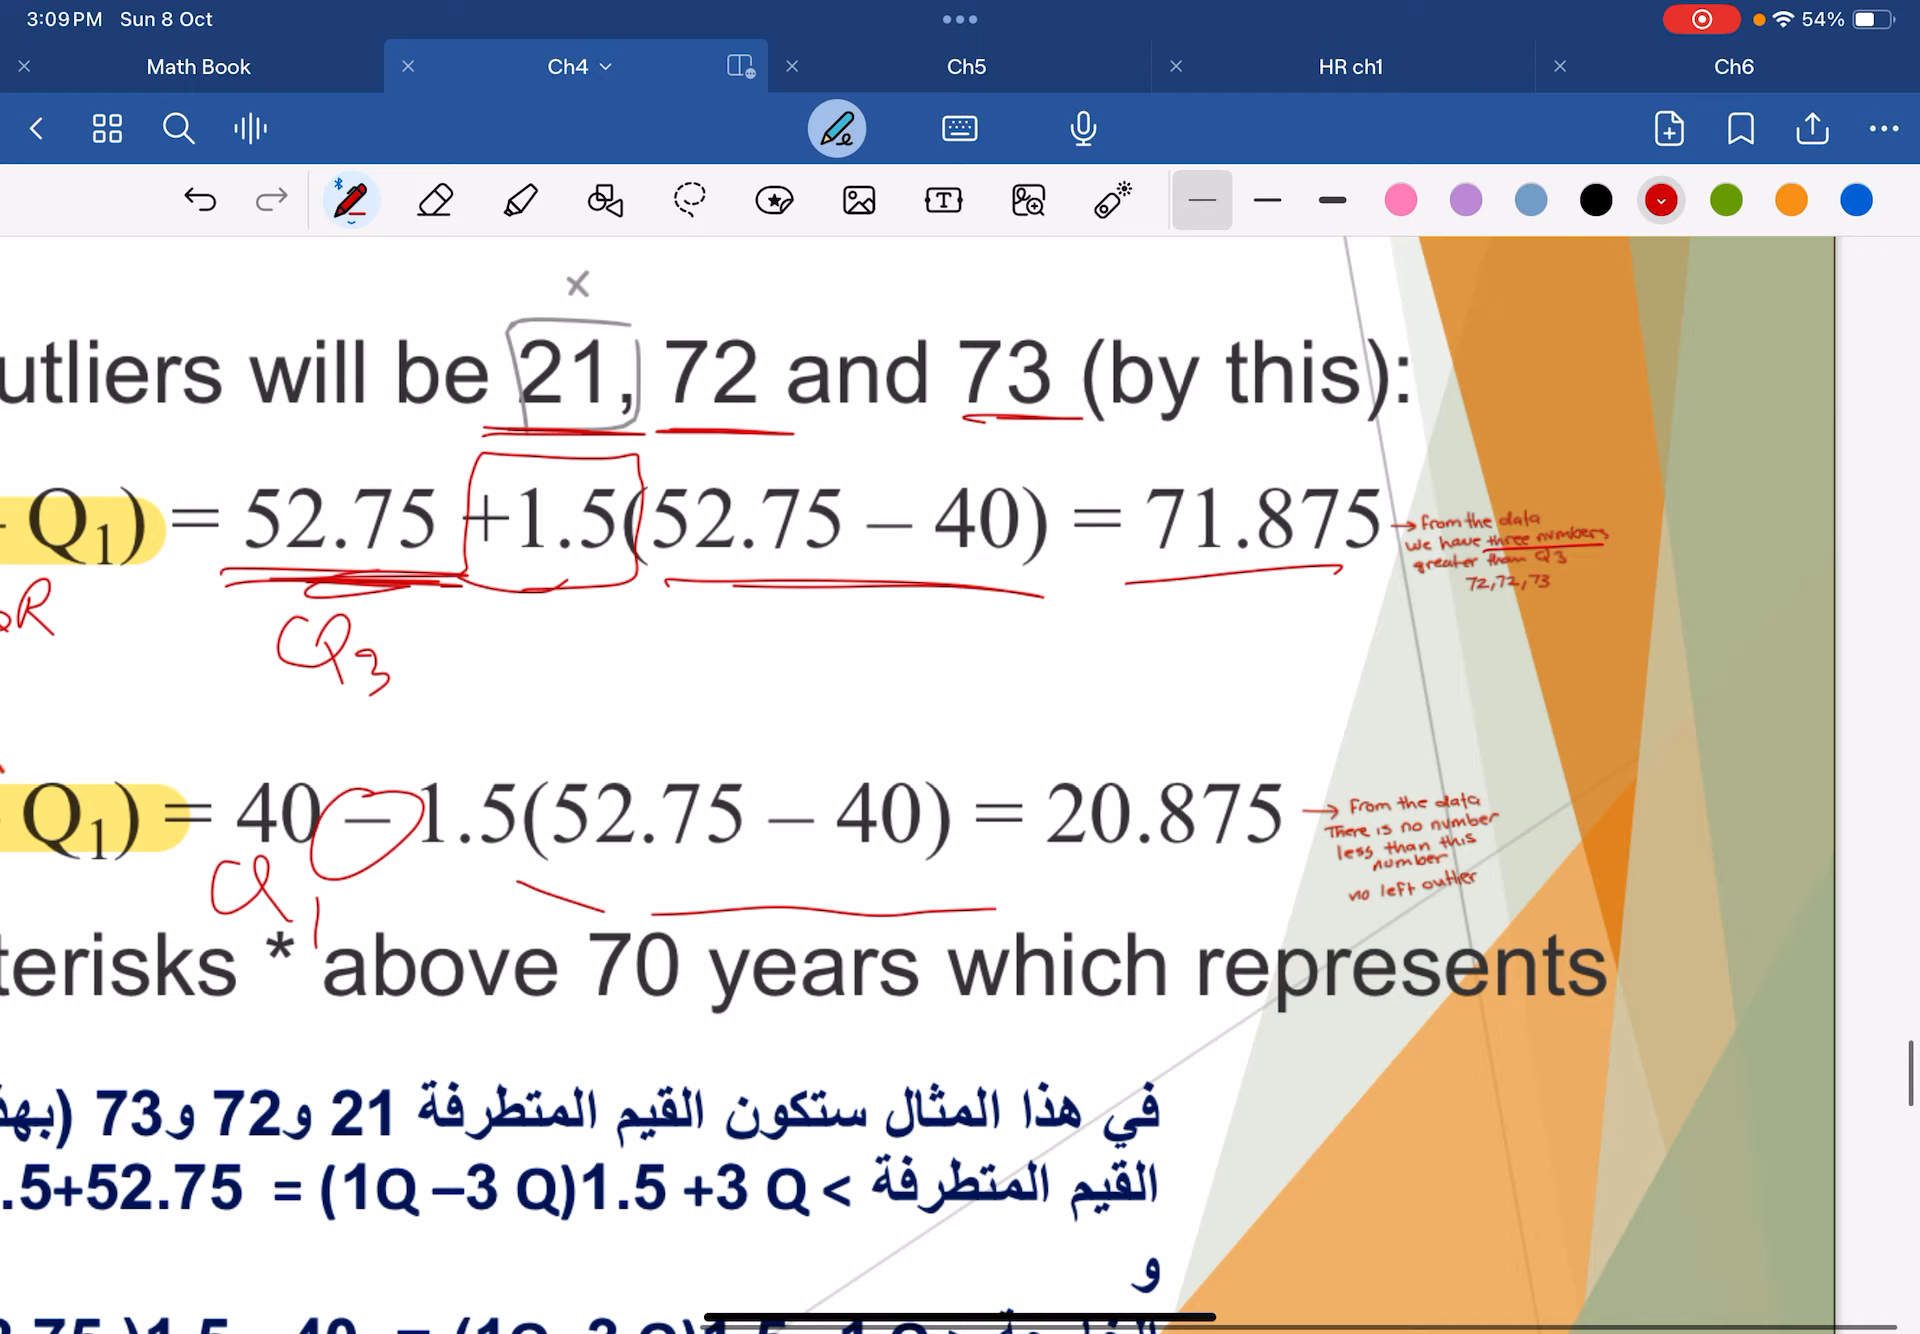 3:09 PM Sun 8 Oct
54%
Math Book
Ch4
Ch5
HR ch1
Ch6
×
utliers will be 21, 72 and 73 (by this):
Q1) = 52.75 +1.5(52.75 – 40) = 71.875
→ From the data
we have three numbers
greater than Q3
72,72,73
QR
Q3
Q1) = 40 – 1.5(52.75 – 40) = 20.875
→ From the data
There is no number
less than this
number
no left outlier
Q1
terisks * above 70 years which represents
في هذا المثال ستكون القيم المتطرفة 21 و72 و73 (بهذ
القيم المتطرفة > Q 3+ 1.5(Q 3– Q1) = 52.75+5.
و